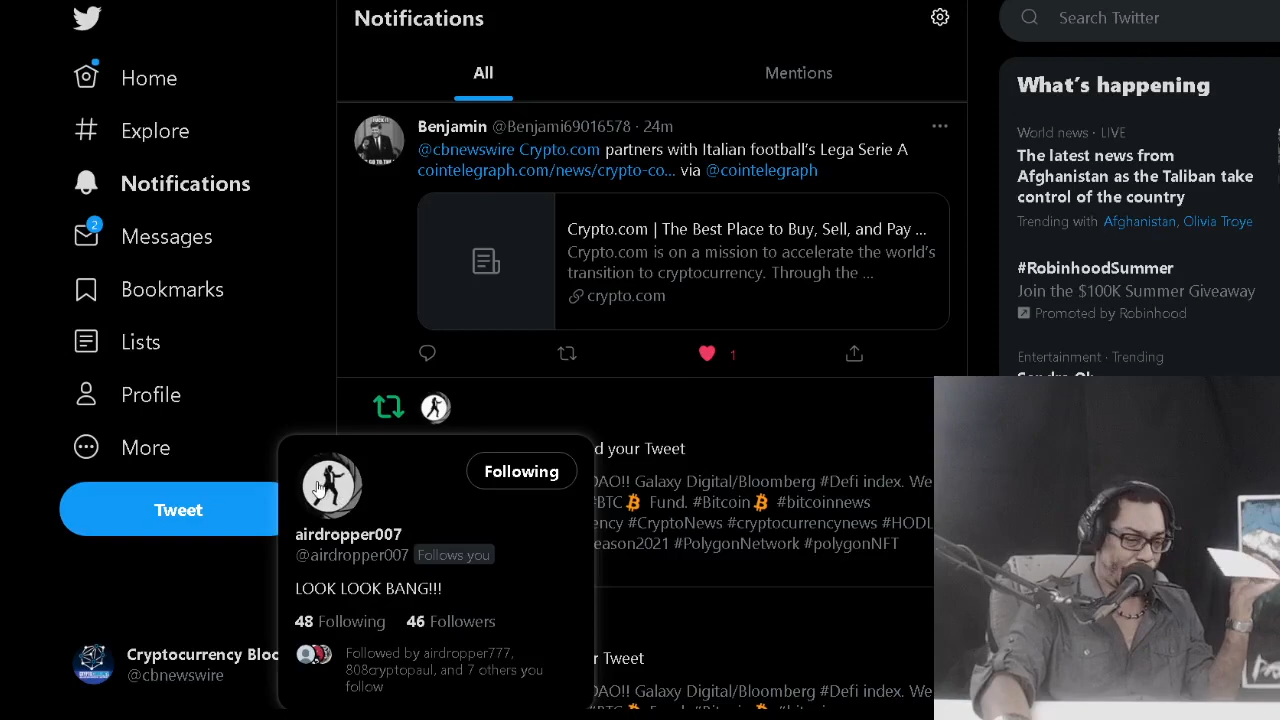 Notifications
Search Twitter
Home
Explore
Notifications
2
Messages
Bookmarks
Lists
Profile
More
Tweet
Cryptocurrency Bloc
@cbnewswire
All
Mentions
Benjamin @Benjami69016578 · 24m
@cbnewswire Crypto.com partners with Italian football's Lega Serie A
cointelegraph.com/news/crypto-co... via @cointelegraph
Crypto.com | The Best Place to Buy, Sell, and Pay ...
Crypto.com is on a mission to accelerate the world's
transition to cryptocurrency. Through the ...
crypto.com
1
d your Tweet
DAO!! Galaxy Digital/Bloomberg #Defi index. We
#BTC Fund. #Bitcoin #bitcoinnews
ency #CryptoNews #cryptocurrencynews #HODL
eason2021 #PolygonNetwork #polygonNFT
Following
airdropper007
@airdropper007 Follows you
LOOK LOOK BANG!!!
48 Following 46 Followers
Followed by airdropper777,
808cryptopaul, and 7 others you
follow
r Tweet
DAO!! Galaxy Digital/Bloomberg #Defi index. We
What's happening
World news · LIVE
The latest news from
Afghanistan as the Taliban take
control of the country
Trending with Afghanistan, Olivia Troye
#RobinhoodSummer
Join the $100K Summer Giveaway
Promoted by Robinhood
Entertainment · Trending